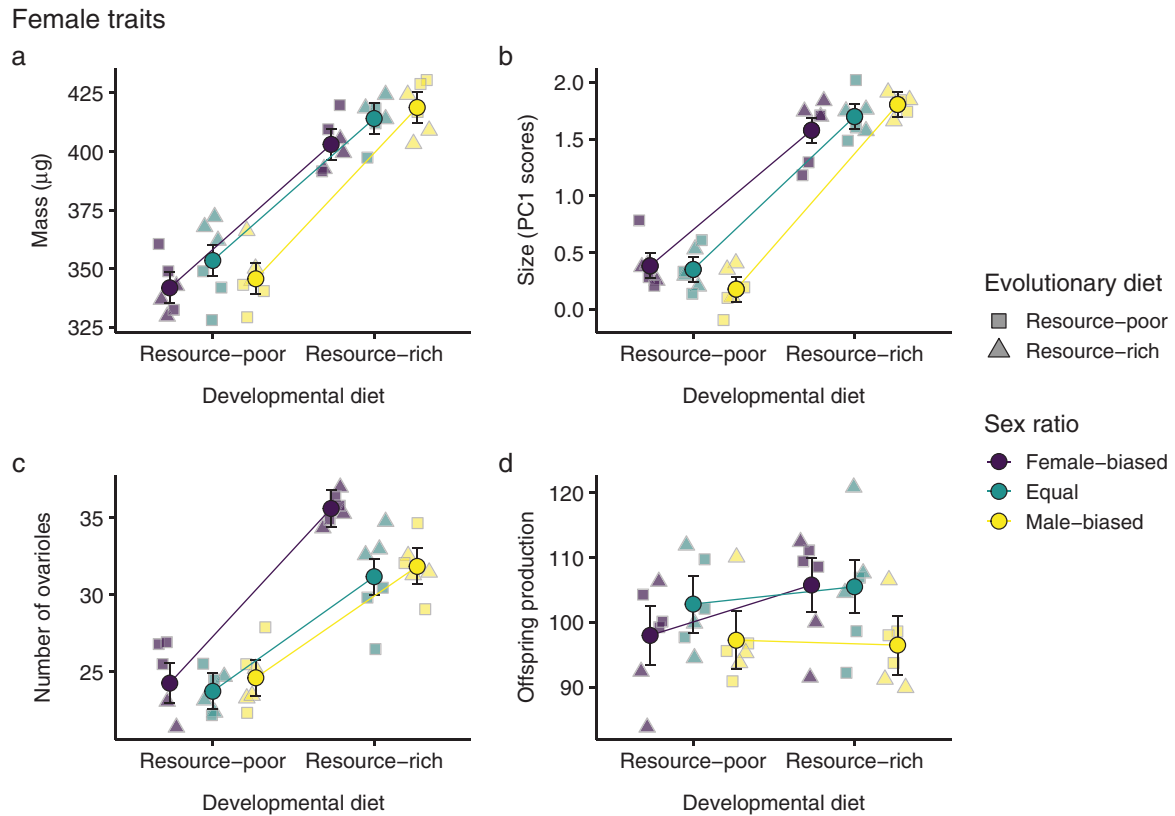 Female traits
a
Mass (µg)
425
400
375
350
325
Resource−poor
Resource−rich
Developmental diet
b
Size (PC1 scores)
2.0
1.5
1.0
0.5
0.0
Resource−poor
Resource−rich
Developmental diet
c
Number of ovarioles
35
30
25
Resource−poor
Resource−rich
Developmental diet
d
Offspring production
120
110
100
90
Resource−poor
Resource−rich
Developmental diet
Evolutionary diet
Resource−poor
Resource−rich
Sex ratio
Female−biased
Equal
Male−biased